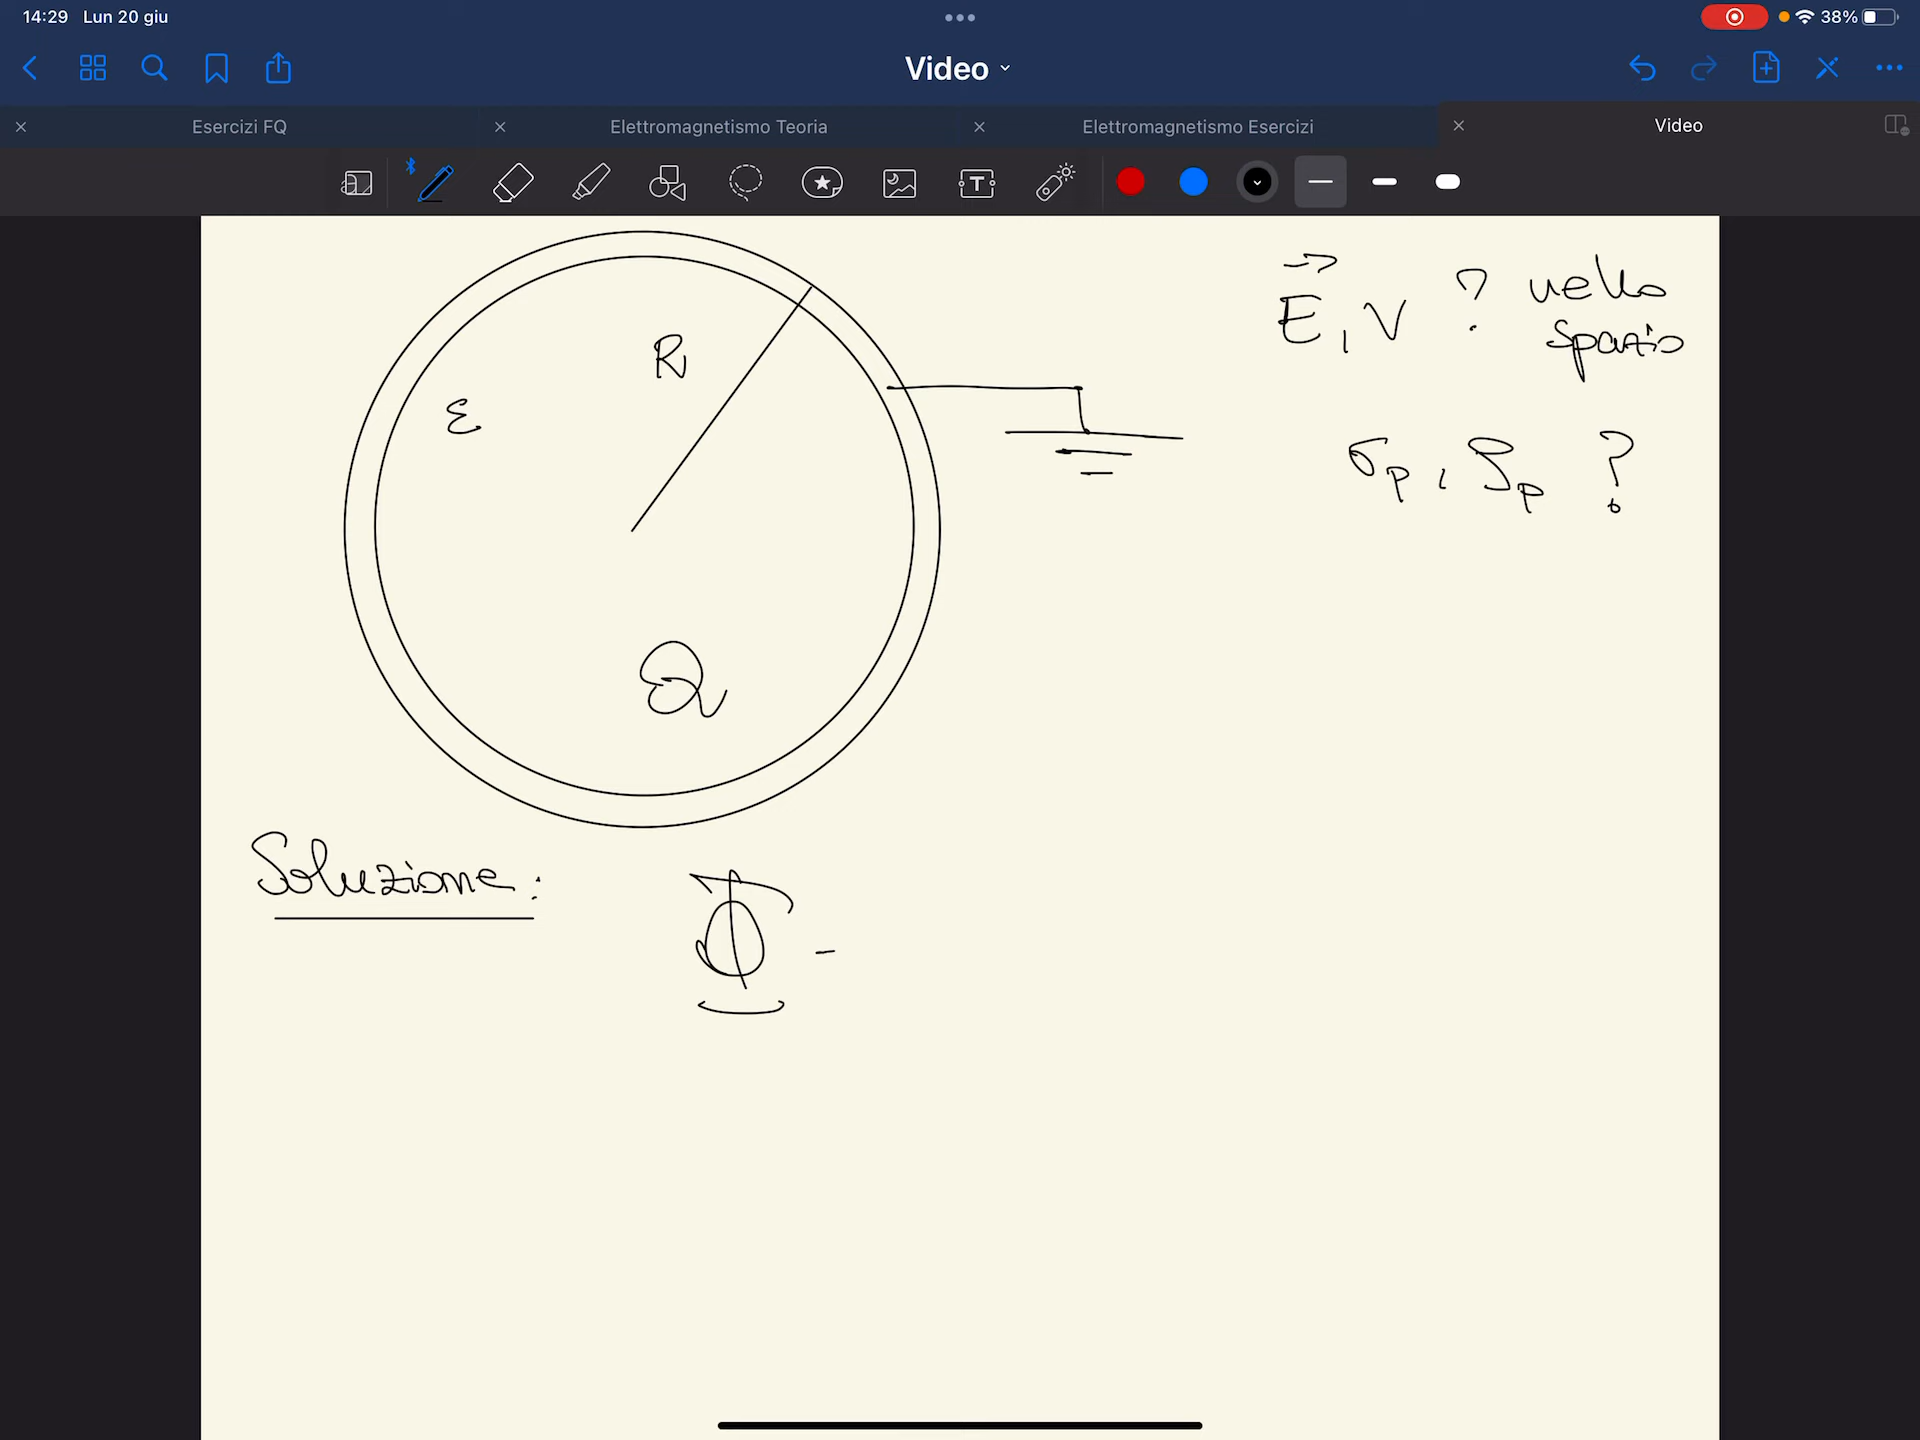 14:29 Lun 20 giu
38%
Video
Esercizi FQ
Elettromagnetismo Teoria
Elettromagnetismo Esercizi
Video
T
E, V ? nello
spazio
R
ε
σp, ρp ?
Q
Soluzione:
Φ -